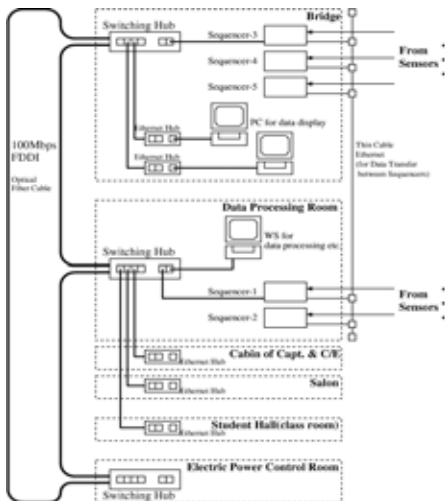 Bridge
Switching Hub
Sequencer-3
Sequencer-4
From
Sensors
Sequencer-5
PC for data display
Ethernet Hub
Ethernet Hub
100Mbps
FDDI
Optical
Fiber Cable
Thin Cable
Ethernet
(for Data Transfer
between Sequencers)
Data Processing Room
WS for
data processing etc
Switching Hub
Sequencer-1
From
Sensors
Sequencer-2
Cabin of Capt. & C/E
Ethernet Hub
Salon
Ethernet Hub
Student Hall(class room)
Ethernet Hub
Electric Power Control Room
Switching Hub